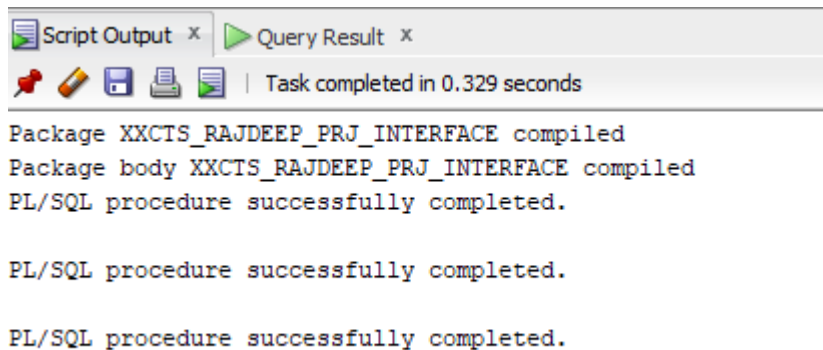 Script Output x Query Result x
Task completed in 0.329 seconds
Package XXCTS_RAJDEEP_PRJ_INTERFACE compiled
Package body XXCTS_RAJDEEP_PRJ_INTERFACE compiled
PL/SQL procedure successfully completed.
PL/SQL procedure successfully completed.
PL/SQL procedure successfully completed.